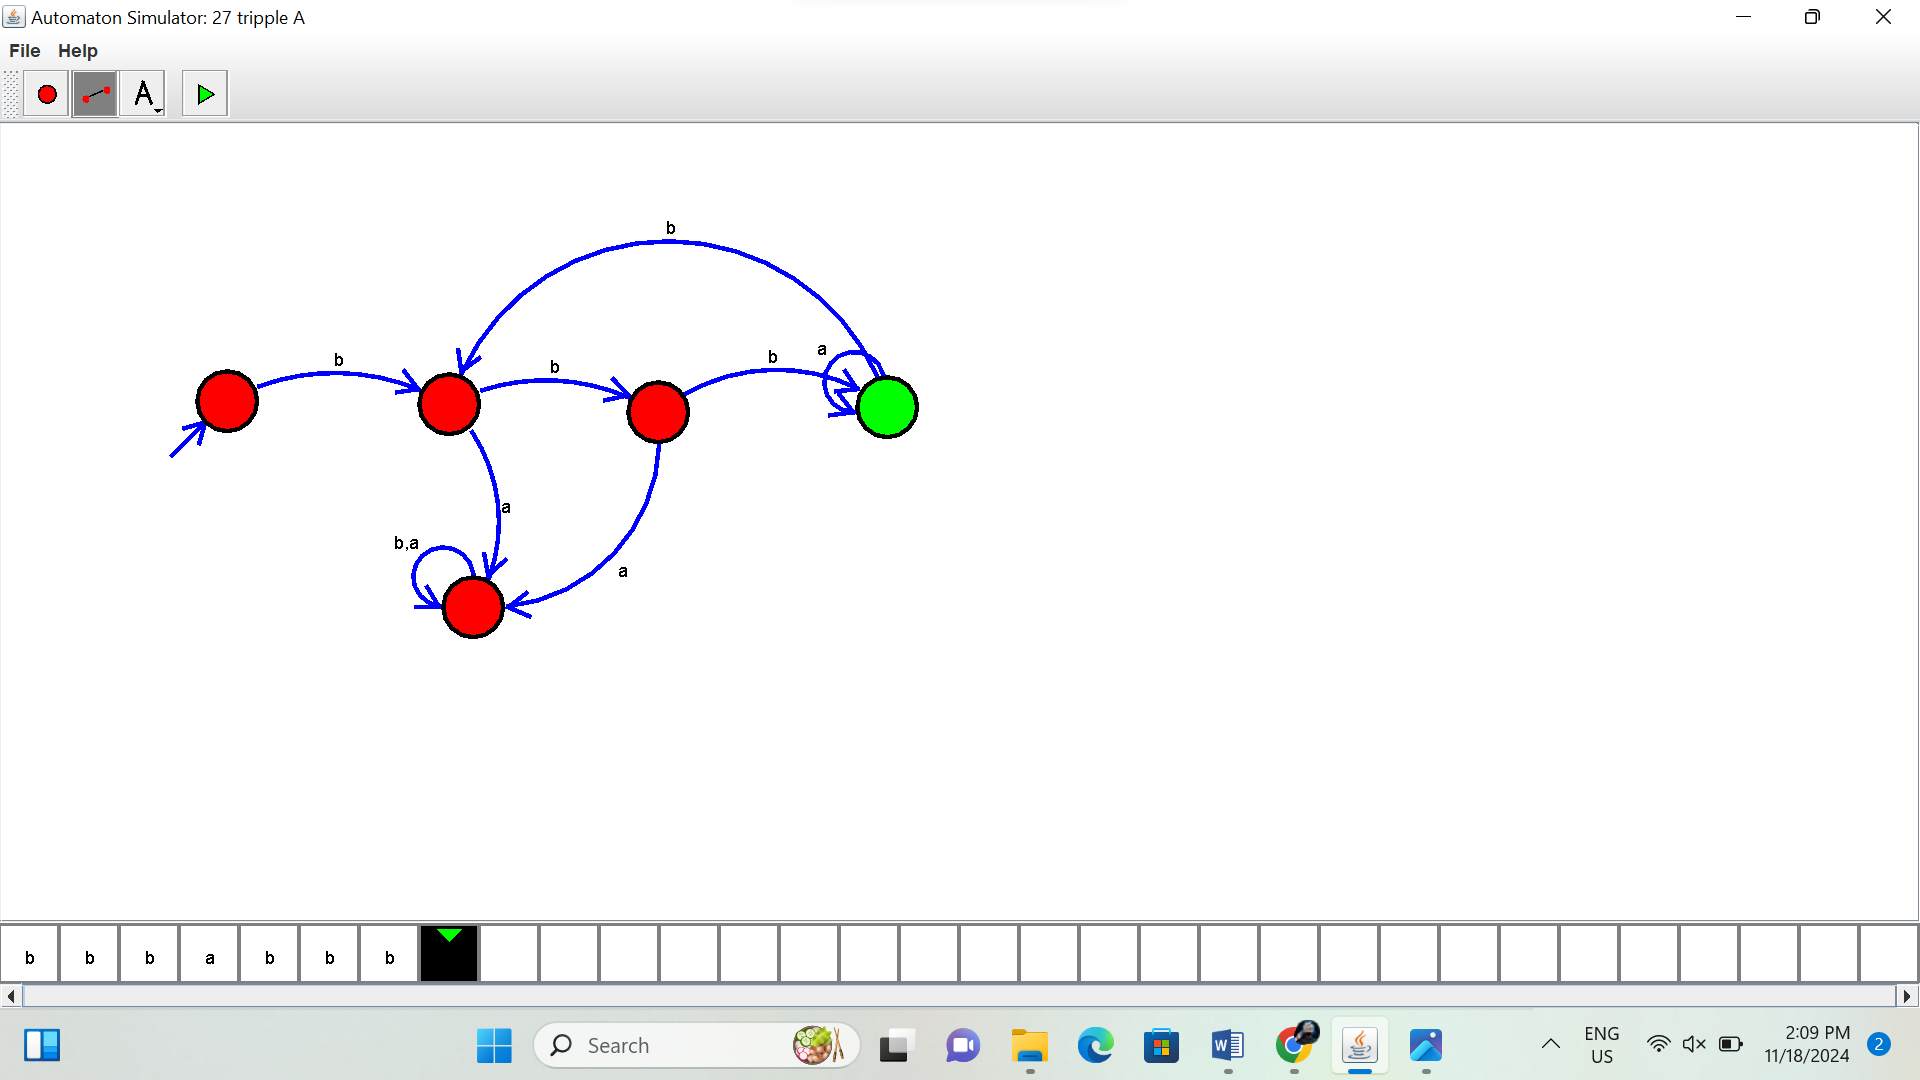 Automaton Simulator: 27 tripple A
File Help
A
b
b
b
b
a
a
b,a
a
b b b a b b b
Search
ENG
US
2:09 PM
11/18/2024
2